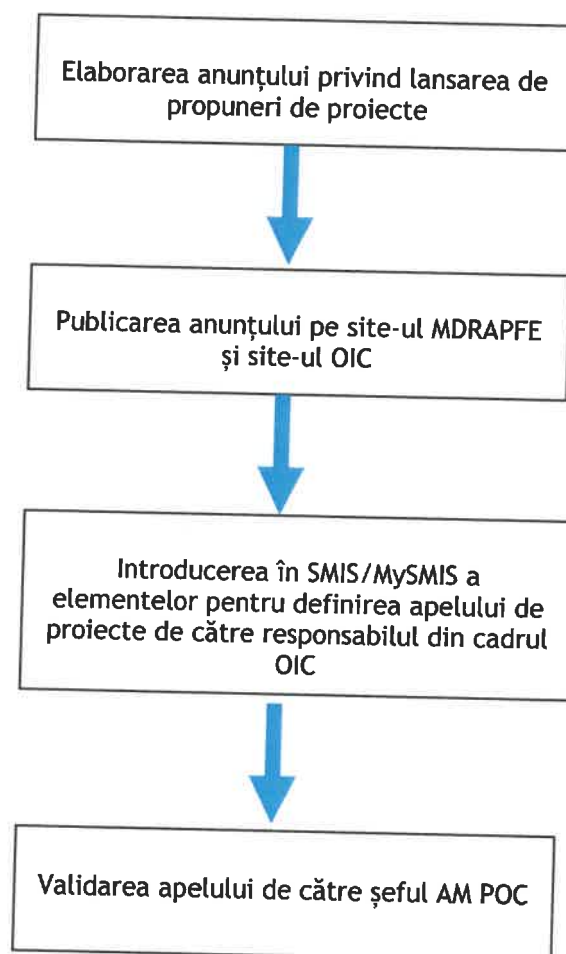 Elaborarea anunțului privind lansarea de
propuneri de proiecte
Publicarea anunțului pe site-ul MDRAPFE
și site-ul OIC
Introducerea în SMIS/MySMIS a
elementelor pentru definirea apelului de
proiecte de către responsabilul din cadrul
OIC
Validarea apelului de către șeful AM POC